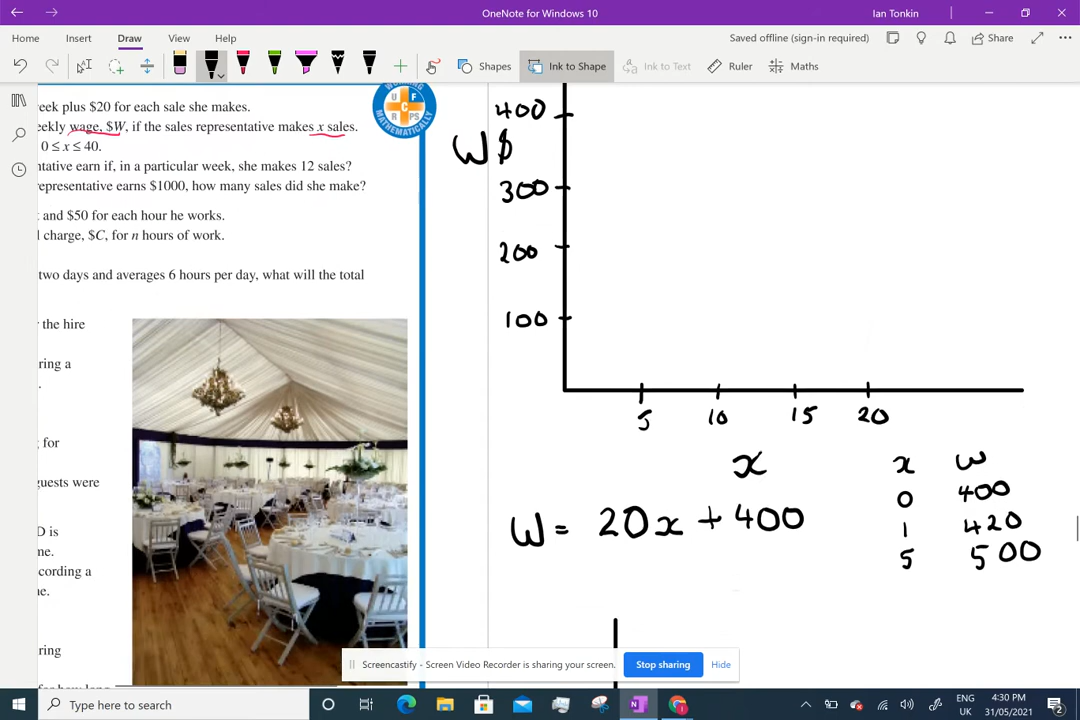 OneNote for Windows 10
Ian Tonkin
Home Insert Draw View Help
Saved offline (sign-in required)
Share
Shapes
Ink to Shape
Ink to Text
Ruler
Maths
eek plus $20 for each sale she makes.
eekly wage, $W, if the sales representative makes x sales.
0 ≤ x ≤ 40.
ntative earn if, in a particular week, she makes 12 sales?
representative earns $1000, how many sales did she make?
and $50 for each hour he works.
l charge, $C, for n hours of work.
two days and averages 6 hours per day, what will the total
r the hire
ring a
for
guests were
D is
ne.
cording a
ne.
ring
U F
C
R PS
MATHEMATICALLY
400
W $
300
200
100
5 10 15 20
x
W = 20x + 400
x W
0 400
1 420
5 500
Screencastify - Screen Video Recorder is sharing your screen.
Stop sharing
Hide
Type here to search
ENG
UK
4:30 PM
31/05/2021
2